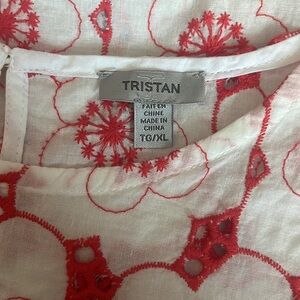 TRISTAN
FAIT EN
CHINE
MADE IN
CHINA
TG/XL